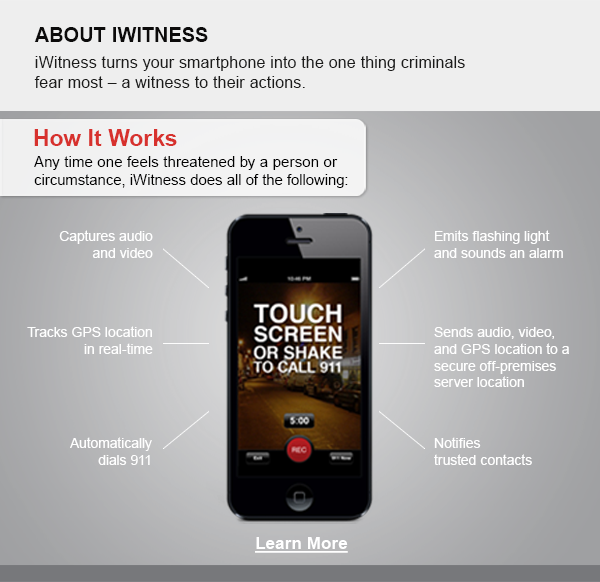 ABOUT IWITNESS
iWitness turns your smartphone into the one thing criminals
fear most – a witness to their actions.
How It Works
Any time one feels threatened by a person or
circumstance, iWitness does all of the following:
Captures audio
and video
Tracks GPS location
in real-time
Automatically
dials 911
10:46 PM
TOUCH
SCREEN
OR SHAKE
TO CALL 911
5:00
REC
Exit
911 Now
Emits flashing light
and sounds an alarm
Sends audio, video,
and GPS location to a
secure off-premises
server location
Notifies
trusted contacts
Learn More